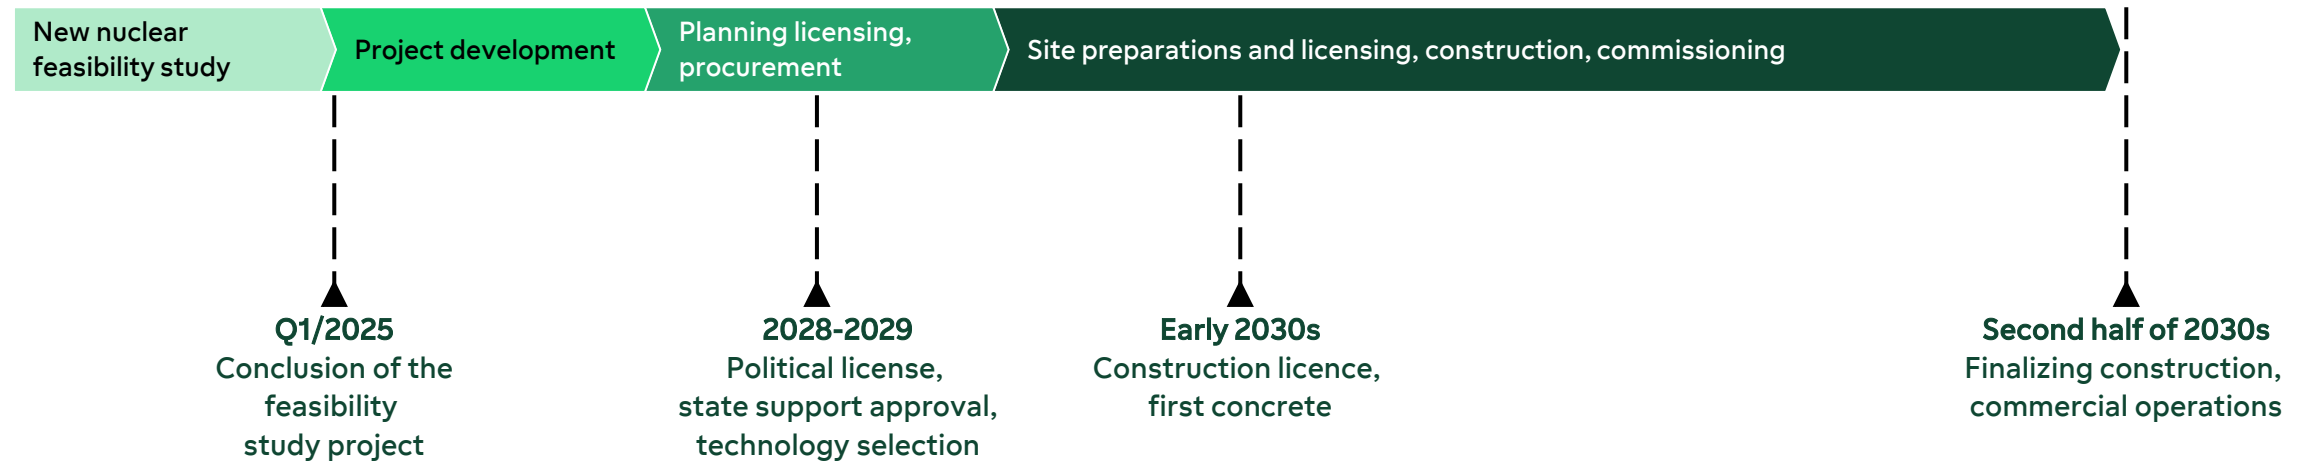 New nuclear
feasibility study
Project development
Planning licensing,
procurement
Site preparations and licensing, construction, commissioning
Q1/2025
Conclusion of the
feasibility
study project
2028-2029
Political license,
state support approval,
technology selection
Early 2030s
Construction licence,
first concrete
Second half of 2030s
Finalizing construction,
commercial operations